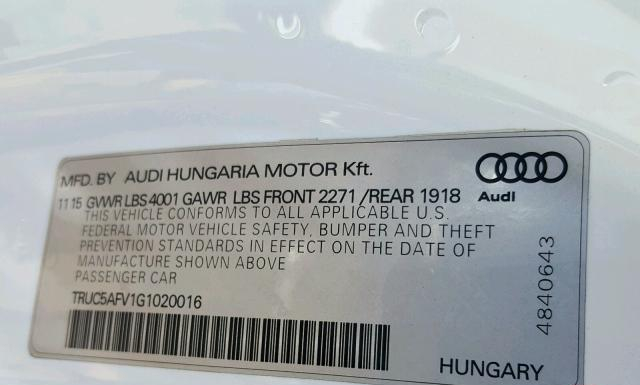 MFD. BY AUDI HUNGARIA MOTOR Kft.
11 15 GVWR LBS 4001 GAWR LBS FRONT 2271 /REAR 1918
Audi
THIS VEHICLE CONFORMS TO ALL APPLICABLE U.S.
FEDERAL MOTOR VEHICLE SAFETY, BUMPER AND THEFT
PREVENTION STANDARDS IN EFFECT ON THE DATE OF
MANUFACTURE SHOWN ABOVE
PASSENGER CAR
TRUC5AFV1G1020016
4840643
HUNGARY